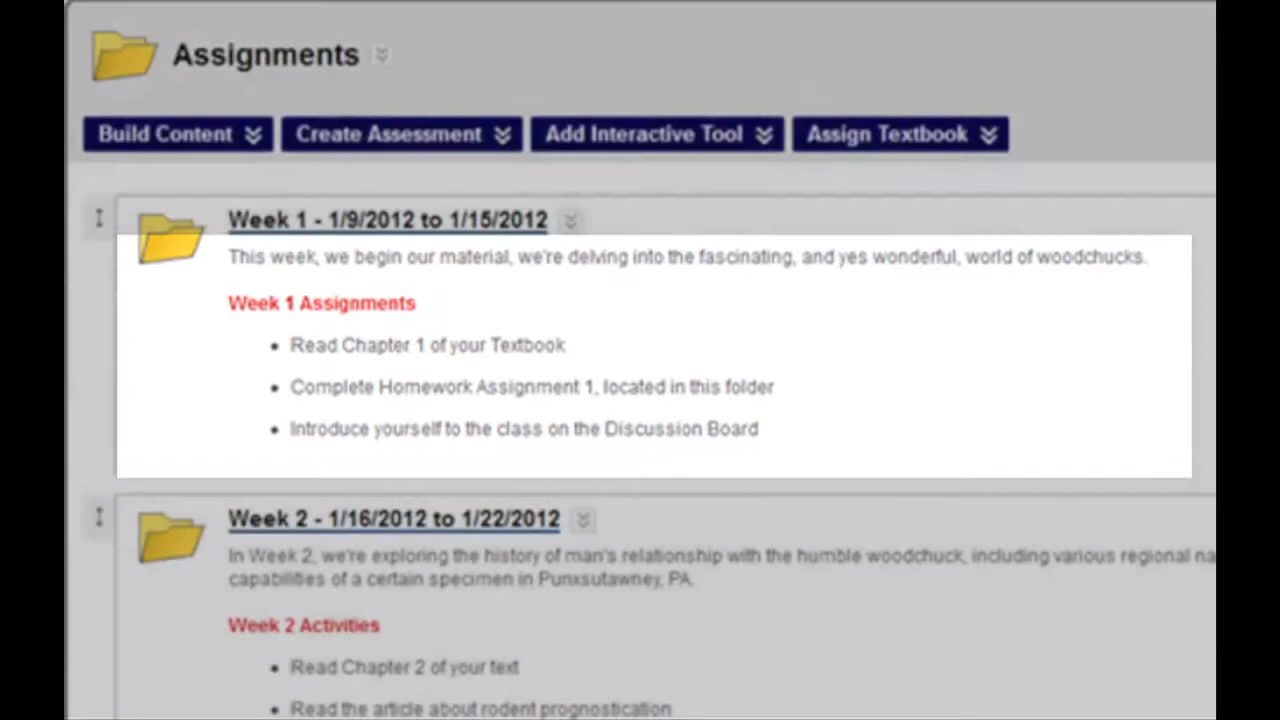 Assignments
Build Content
Create Assessment
Add Interactive Tool
Assign Textbook
Week 1 - 1/9/2012 to 1/15/2012
This week, we begin our material, we're delving into the fascinating, and yes wonderful, world of woodchucks.
Week 1 Assignments
• Read Chapter 1 of your Textbook
• Complete Homework Assignment 1, located in this folder
• Introduce yourself to the class on the Discussion Board
Week 2 - 1/16/2012 to 1/22/2012
In Week 2, we're exploring the history of man's relationship with the humble woodchuck, including various regional
capabilities of a certain specimen in Punxsutawney, PA.
Week 2 Activities
• Read Chapter 2 of your text
• Read the article about rodent prognostication